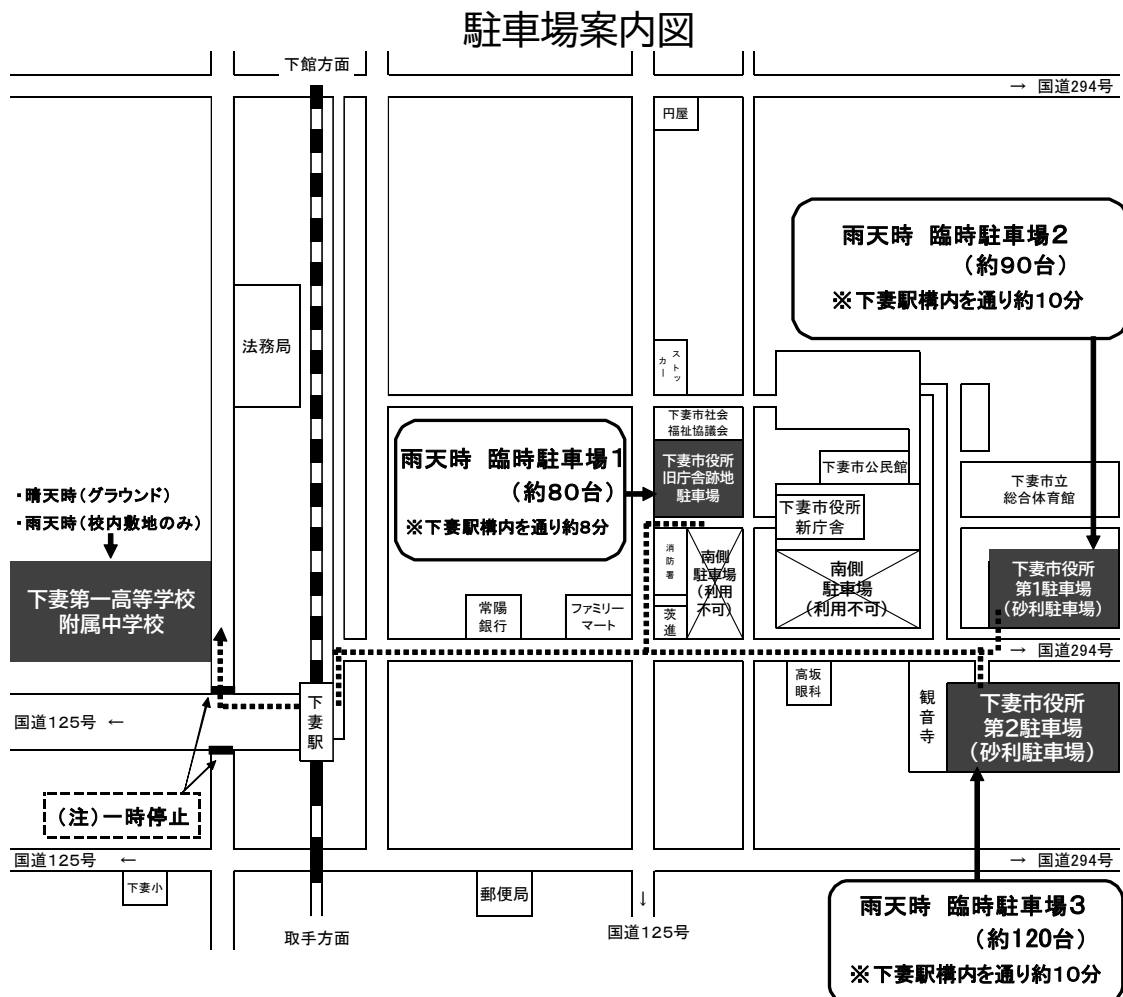 駐車場案内図
下館方面
→ 国道294号
円屋
雨天時 臨時駐車場2
(約90台)
※下妻駅構内を通り約10分
法務局
ストッ
カー
下妻市社会
福祉協議会
雨天時 臨時駐車場1
(約80台)
※下妻駅構内を通り約8分
下妻市役所
旧庁舎跡地
駐車場
下妻市公民館
下妻市立
総合体育館
・晴天時(グラウンド)
・雨天時(校内敷地のみ)
下妻市役所
新庁舎
消防署
南側
駐車場
(利用
不可)
南側
駐車場
(利用不可)
下妻市役所
第1駐車場
(砂利駐車場)
下妻第一高等学校
附属中学校
常陽
銀行
ファミリー
マート
茨進
→ 国道294号
高坂
眼科
観音寺
下妻市役所
第2駐車場
(砂利駐車場)
下妻駅
国道125号 ←
(注)一時停止
国道125号 ←
→ 国道294号
下妻小
郵便局
↓
国道125号
取手方面
雨天時 臨時駐車場3
(約120台)
※下妻駅構内を通り約10分